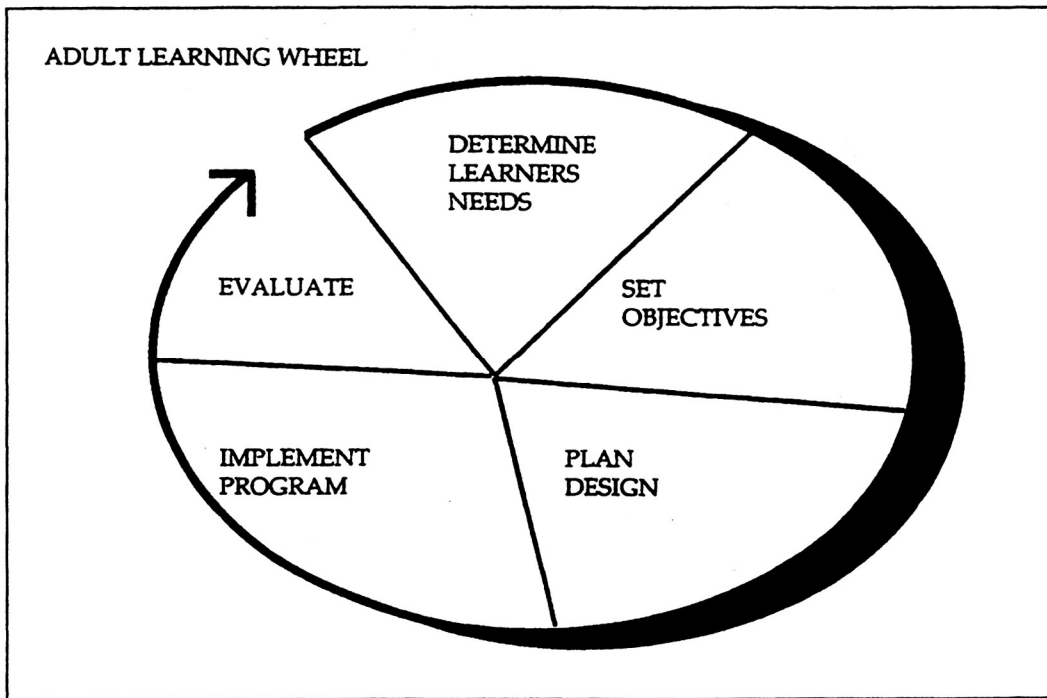 ADULT LEARNING WHEEL
DETERMINE
LEARNERS
NEEDS
SET
OBJECTIVES
PLAN
DESIGN
IMPLEMENT
PROGRAM
EVALUATE